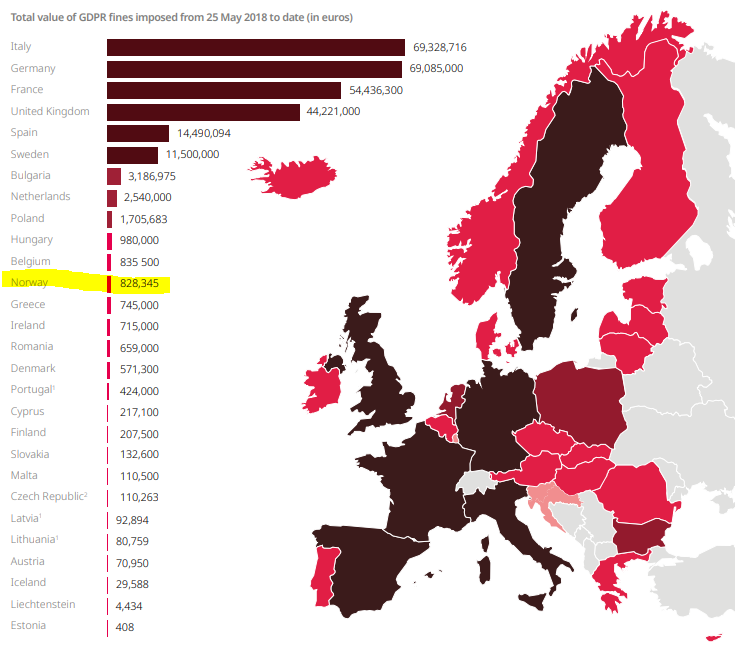 Total value of GDPR fines imposed from 25 May 2018 to date (in euros)
Italy 69,328,716
Germany 69,085,000
France 54,436,300
United Kingdom 44,221,000
Spain 14,490,094
Sweden 11,500,000
Bulgaria 3,186,975
Netherlands 2,540,000
Poland 1,705,683
Hungary 980,000
Belgium 835 500
Norway 828,345
Greece 745,000
Ireland 715,000
Romania 659,000
Denmark 571,300
Portugal¹ 424,000
Cyprus 217,100
Finland 207,500
Slovakia 132,600
Malta 110,500
Czech Republic² 110,263
Latvia¹ 92,894
Lithuania¹ 80,759
Austria 70,950
Iceland 29,588
Liechtenstein 4,434
Estonia 408